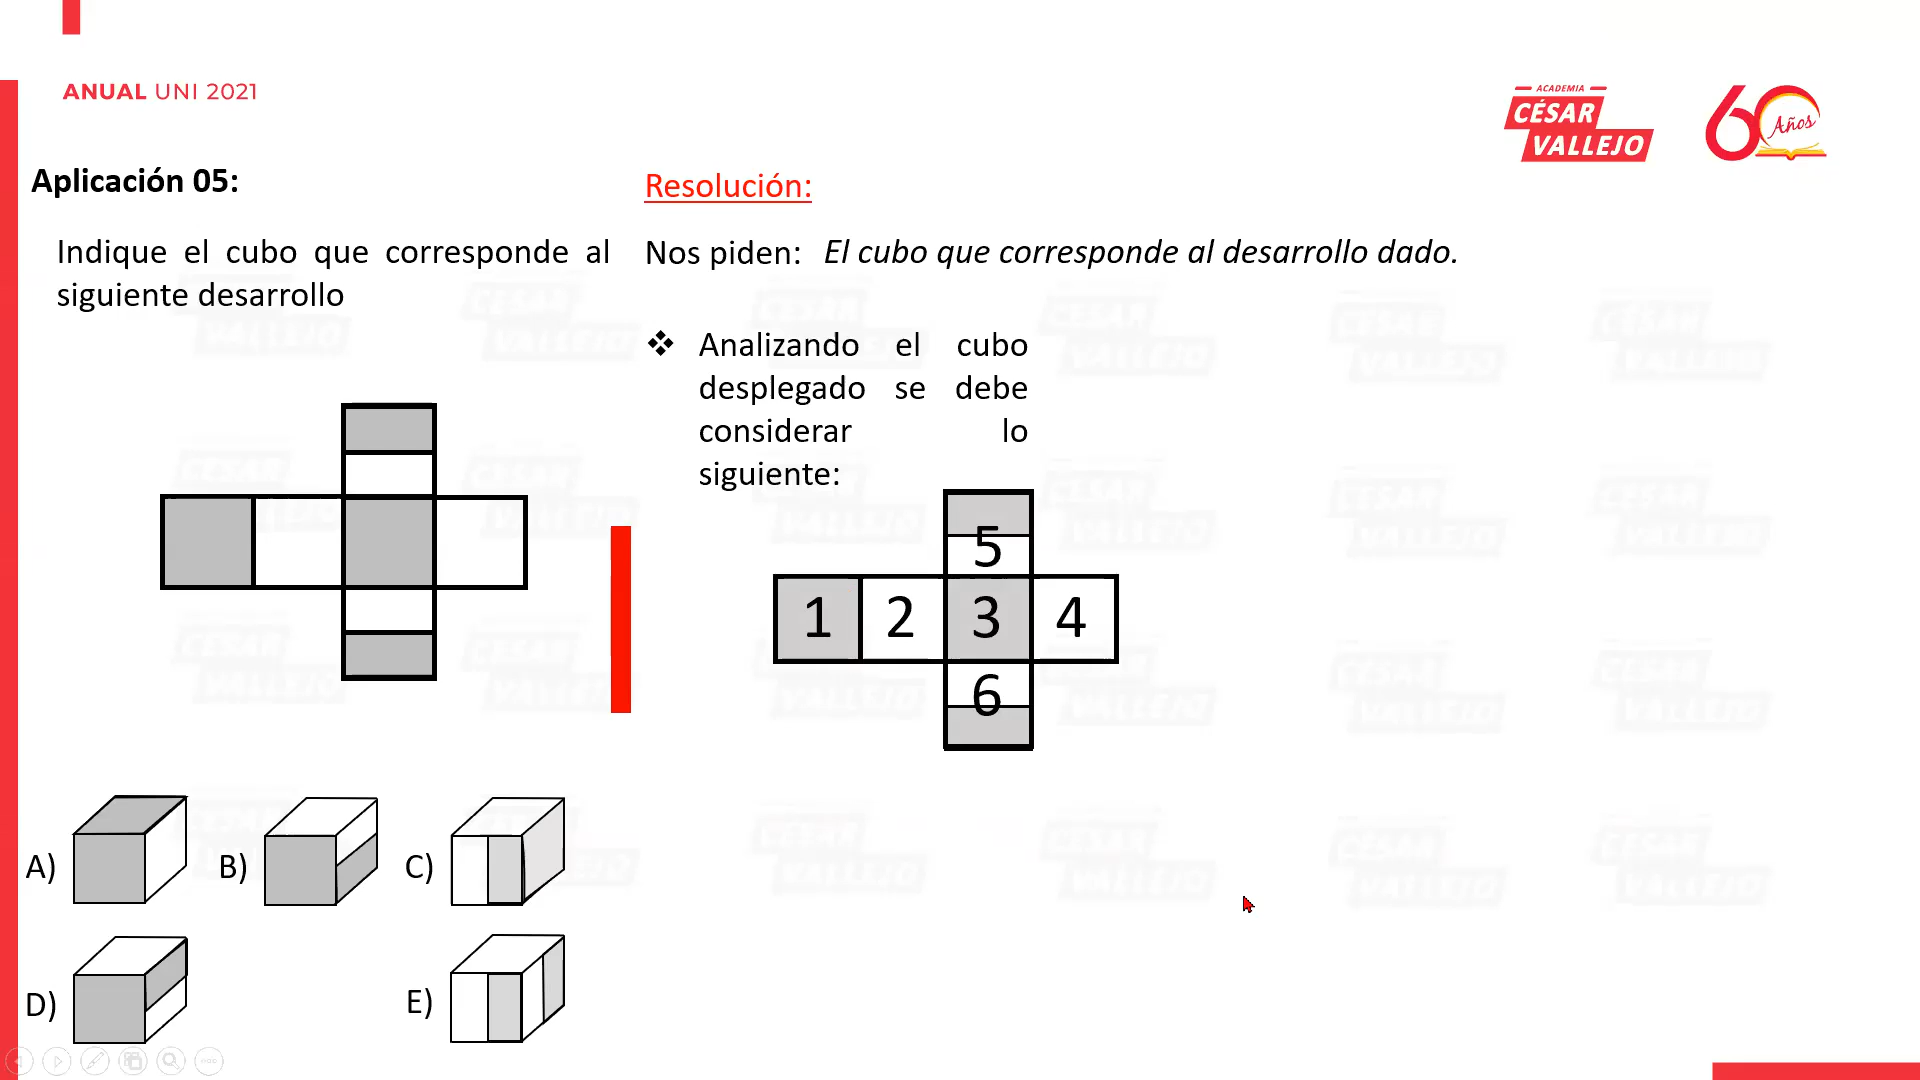 ANUAL UNI 2021
ACADEMIA
CÉSAR
VALLEJO
60
Años
Aplicación 05:
Indique el cubo que corresponde al
siguiente desarrollo
Resolución:
Nos piden: El cubo que corresponde al desarrollo dado.
❖ Analizando el cubo
desplegado se debe
considerar lo
siguiente:
5
1 2 3 4
6
A) B) C)
D) E)